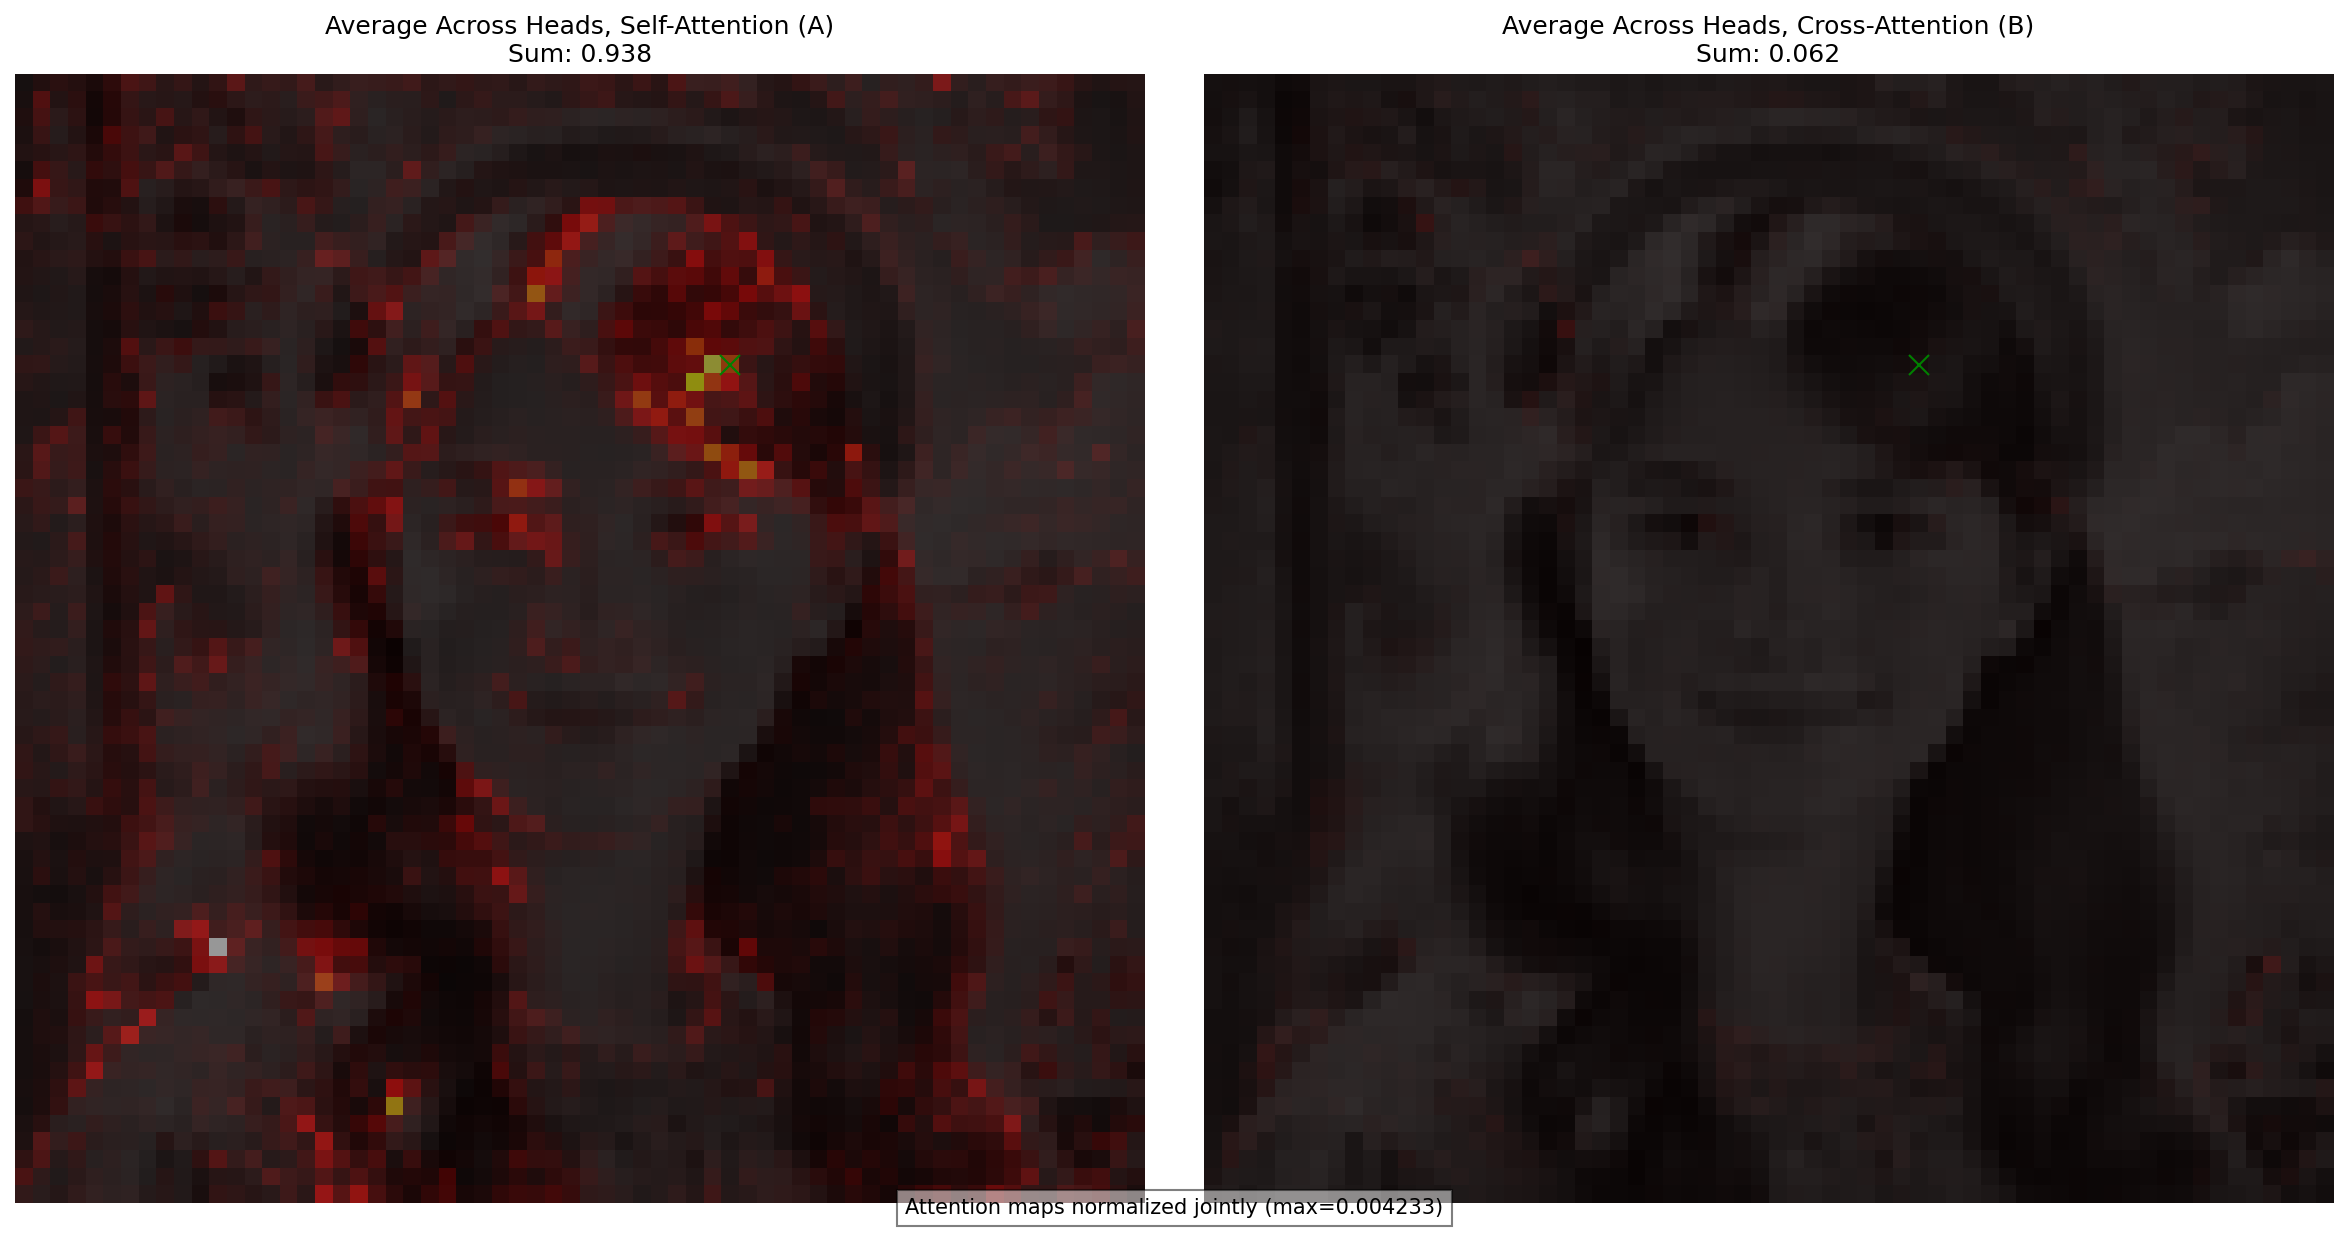 Average Across Heads, Self-Attention (A)
Sum: 0.938
Average Across Heads, Cross-Attention (B)
Sum: 0.062
Attention maps normalized jointly (max=0.004233)